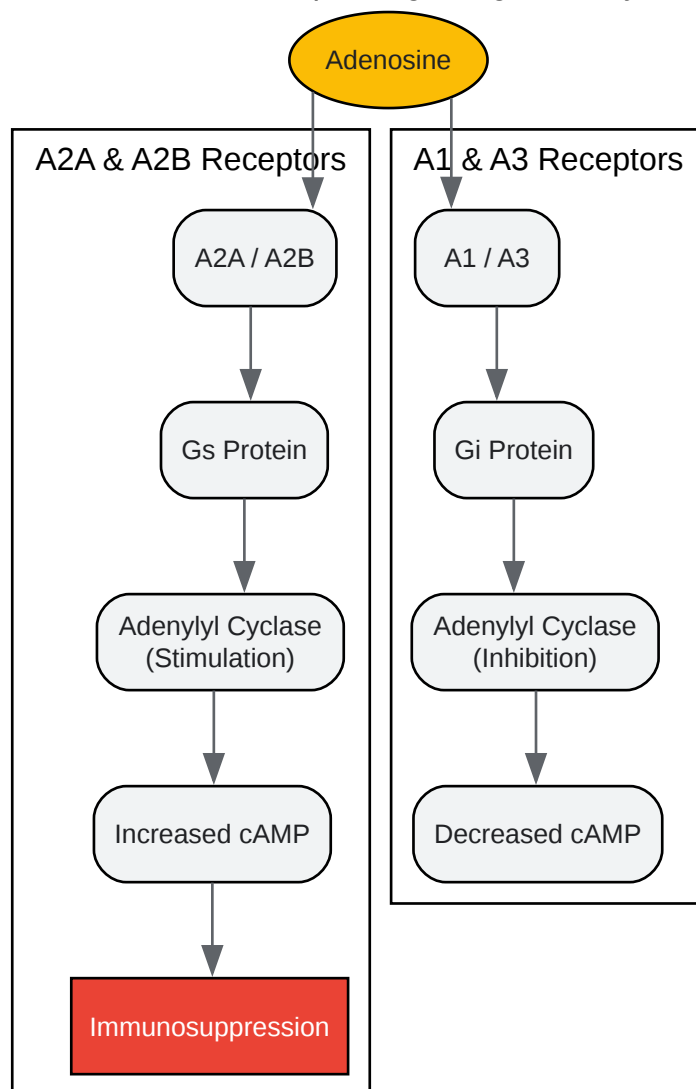 Adenosine
A2A & A2B Receptors
A2A / A2B
Gs Protein
Adenylyl Cyclase
(Stimulation)
Increased cAMP
Immunosuppression
A1 & A3 Receptors
A1 / A3
Gi Protein
Adenylyl Cyclase
(Inhibition)
Decreased cAMP